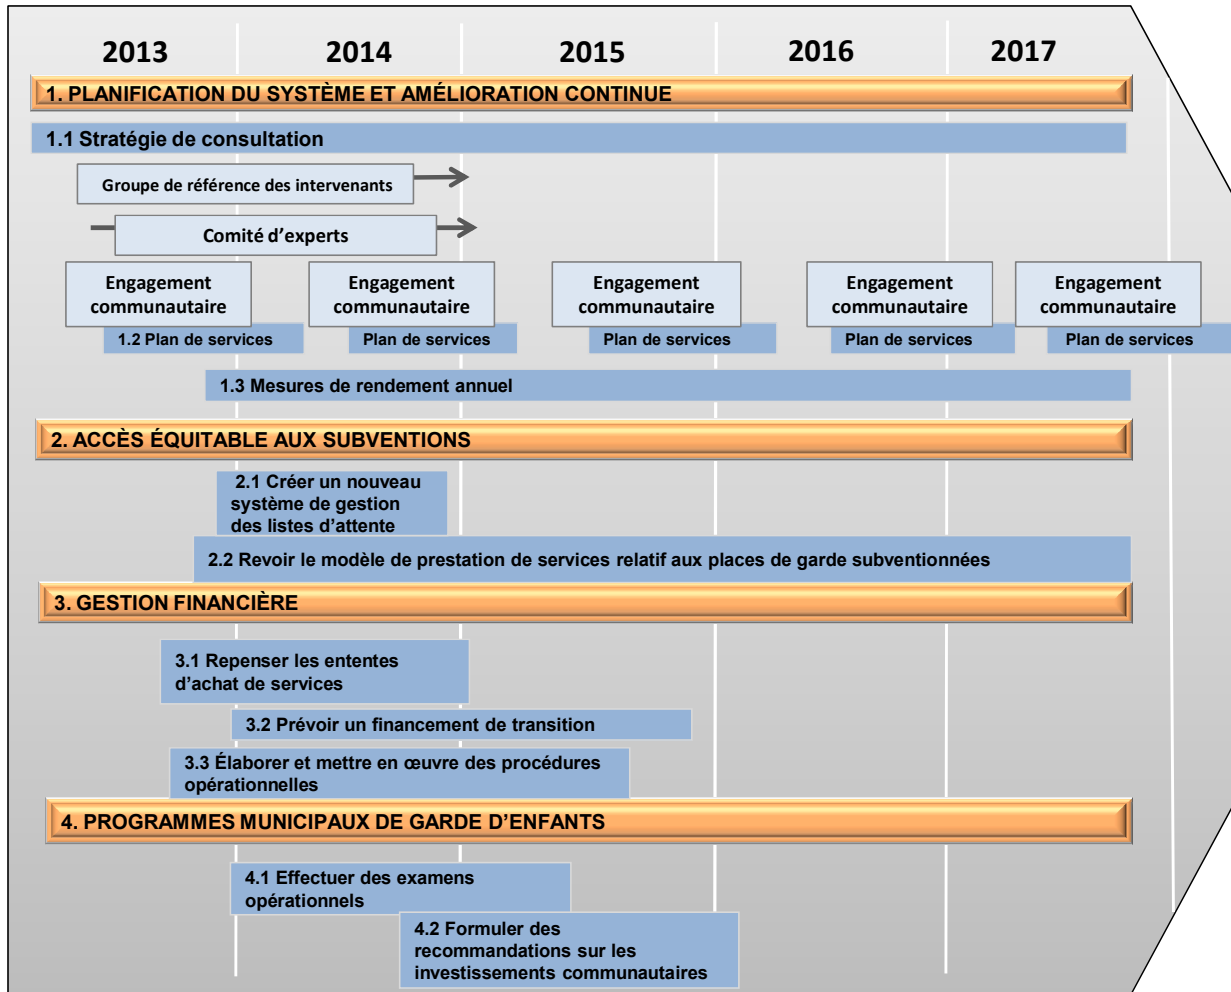 2013 2014 2015 2016 2017
1. PLANIFICATION DU SYSTÈME ET AMÉLIORATION CONTINUE
1.1 Stratégie de consultation
Groupe de référence des intervenants
Comité d’experts
Engagement communautaire
Engagement communautaire
Engagement communautaire
Engagement communautaire
Engagement communautaire
1.2 Plan de services
Plan de services
Plan de services
Plan de services
Plan de services
1.3 Mesures de rendement annuel
2. ACCÈS ÉQUITABLE AUX SUBVENTIONS
2.1 Créer un nouveau
système de gestion
des listes d’attente
2.2 Revoir le modèle de prestation de services relatif aux places de garde subventionnées
3. GESTION FINANCIÈRE
3.1 Repenser les ententes
d’achat de services
3.2 Prévoir un financement de transition
3.3 Élaborer et mettre en œuvre des procédures
opérationnelles
4. PROGRAMMES MUNICIPAUX DE GARDE D’ENFANTS
4.1 Effectuer des examens
opérationnels
4.2 Formuler des
recommandations sur les
investissements communautaires